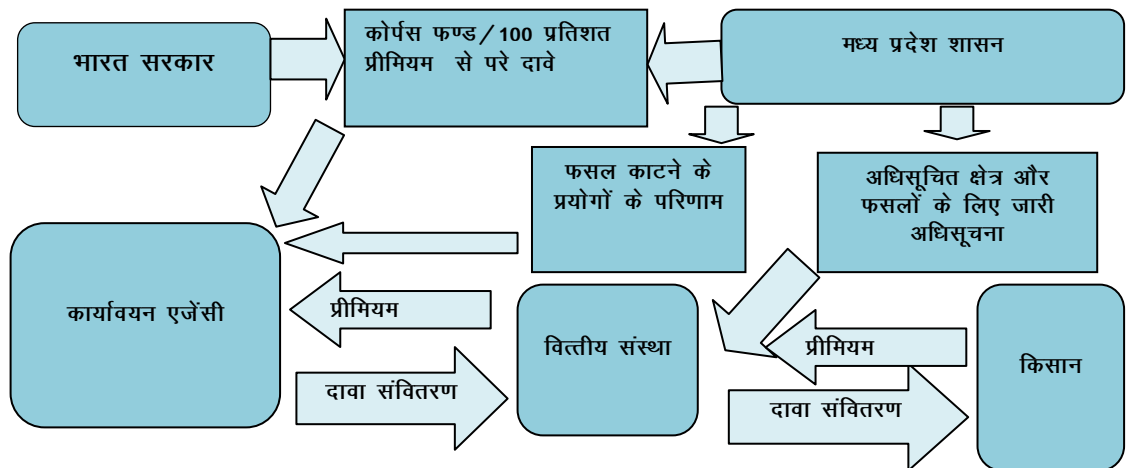 भारत सरकार
कोर्पस फण्ड/100 प्रतिशत
प्रीमियम से परे दावे
मध्य प्रदेश शासन
फसल काटने के
प्रयोगों के परिणाम
अधिसूचित क्षेत्र और
फसलों के लिए जारी
अधिसूचना
कार्यावयन एजेंसी
प्रीमियम
वित्तीय संस्था
प्रीमियम
किसान
दावा संवितरण
दावा संवितरण